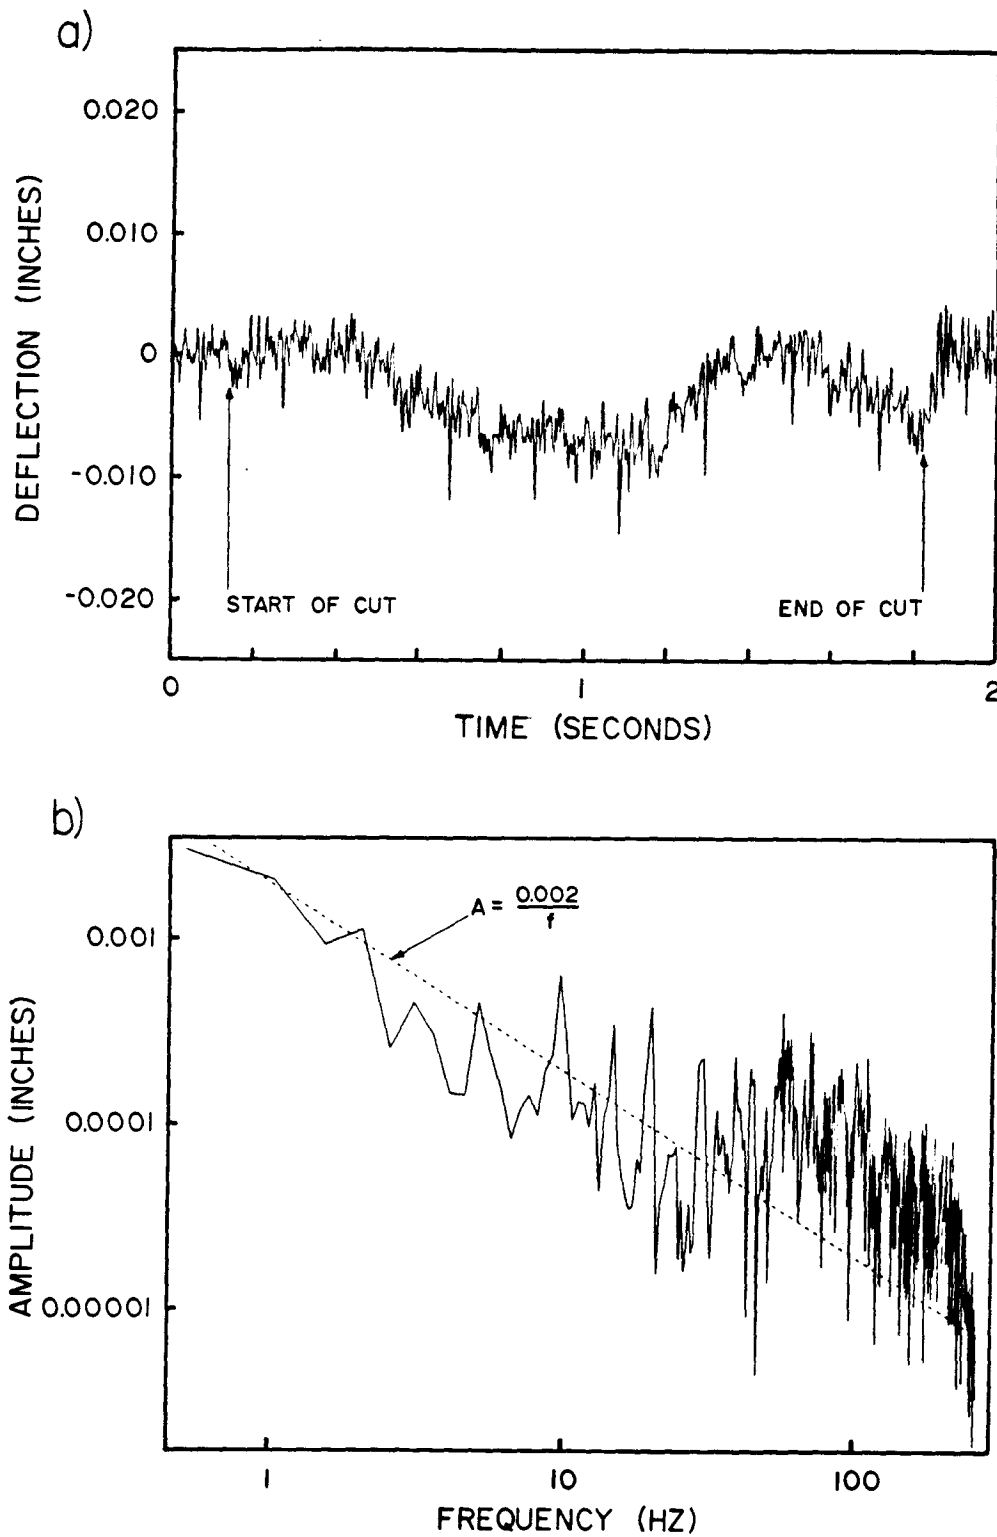 a)
DEFLECTION (INCHES)
0.020
0.010
0
-0.010
-0.020
START OF CUT
END OF CUT
0
1
2
TIME (SECONDS)
b)
AMPLITUDE (INCHES)
0.001
0.0001
0.00001
A = 0.002
f
1
10
100
FREQUENCY (HZ)